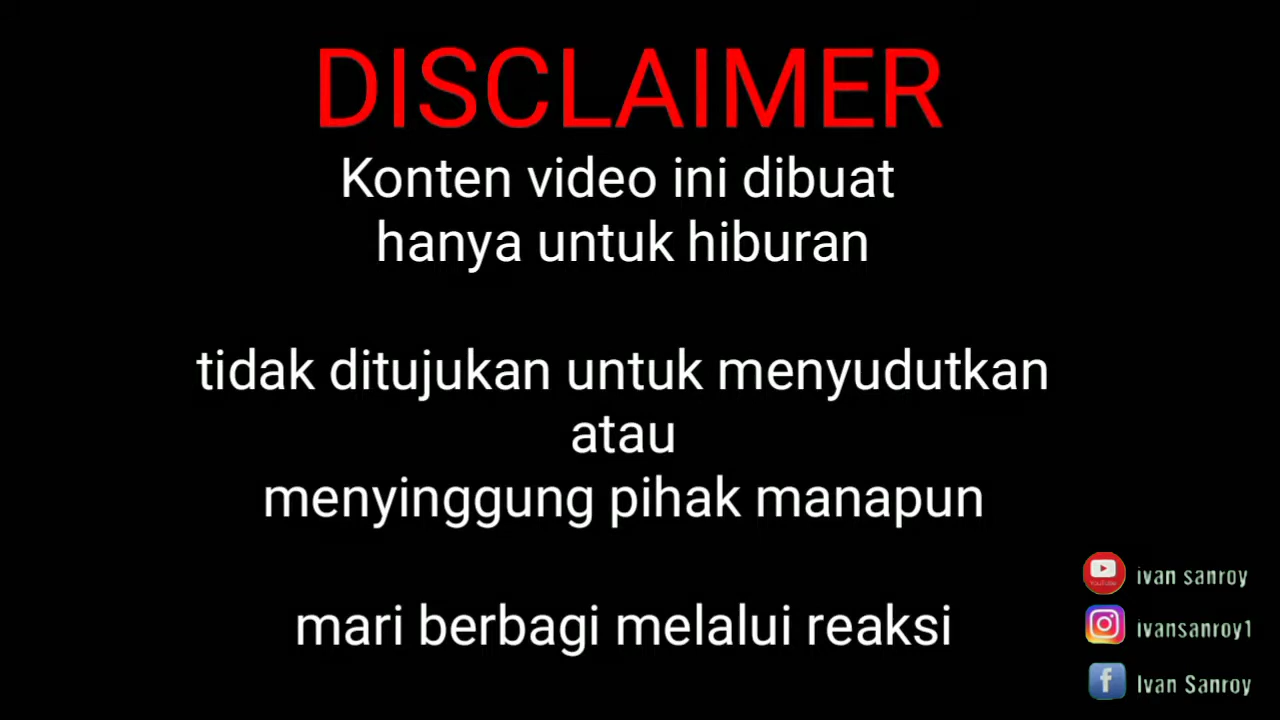 DISCLAIMER
Konten video ini dibuat
hanya untuk hiburan
tidak ditujukan untuk menyudutkan
atau
menyinggung pihak manapun
mari berbagi melalui reaksi
YouTube
ivan sanroy
ivansanroy1
f
Ivan Sanroy